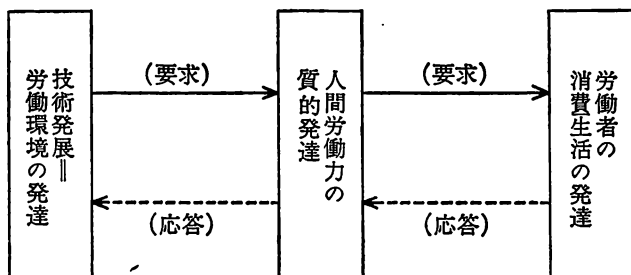 技術発展＝
労働環境の発達
(要求)
(応答)
人間労働力の
質的発達
(要求)
(応答)
労働者の
消費生活の発達